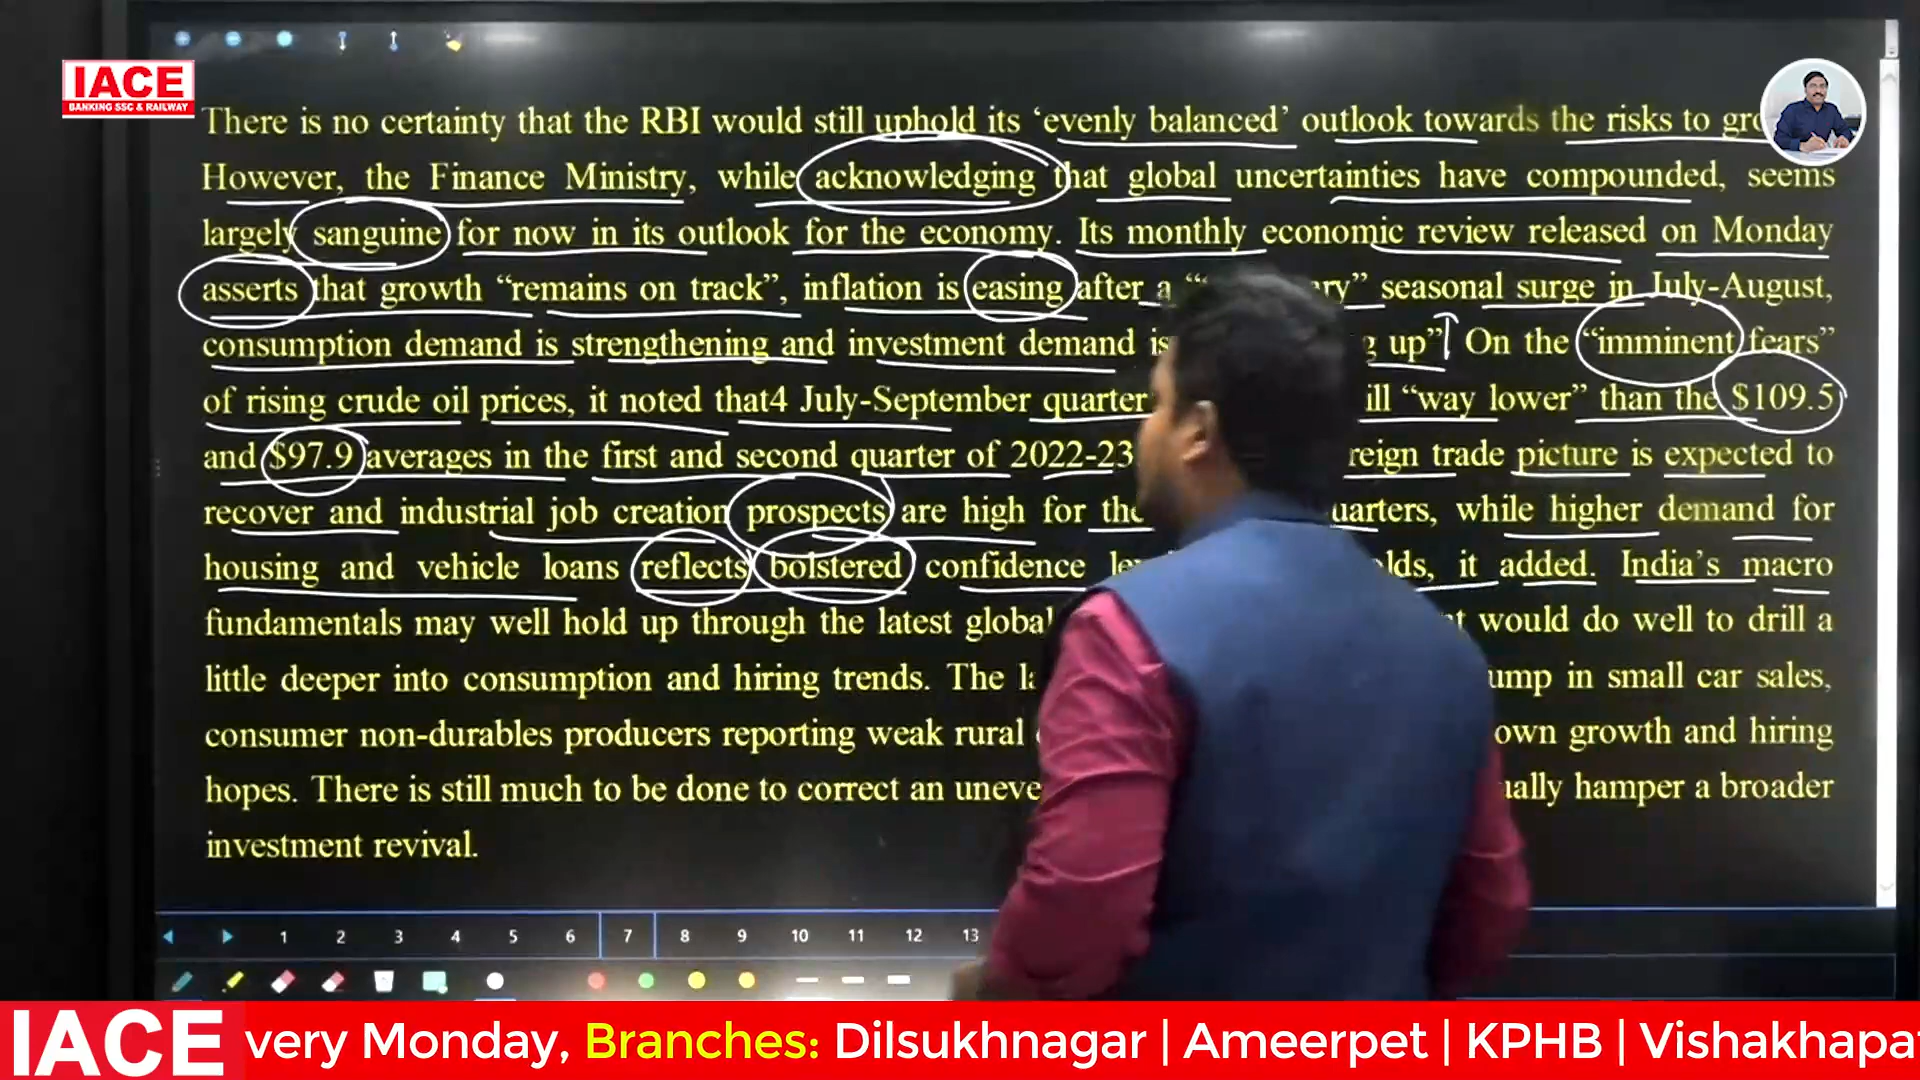 IACE
BANKING SSC & RAILWAY
There is no certainty that the RBI would still uphold its ‘evenly balanced’ outlook towards the risks to
However, the Finance Ministry, while acknowledging that global uncertainties have compounded, seems
largely sanguine for now in its outlook for the economy. Its monthly economic review released on Monday
asserts that growth “remains on track”, inflation is easing after a seasonal surge in July-August,
consumption demand is strengthening and investment demand up” On the “imminent fears”
of rising crude oil prices, it noted that4 July-September quarter “way lower” than the $109.5
and $97.9 averages in the first and second quarter of 2022-23 trade picture is expected to
recover and industrial job creation prospects are high for the while higher demand for
housing and vehicle loans reflects bolstered confidence it added. India’s macro
fundamentals may well hold up through the latest global would do well to drill a
little deeper into consumption and hiring trends. The in small car sales,
consumer non-durables producers reporting weak rural growth and hiring
hopes. There is still much to be done to correct an hamper a broader
investment revival.
1 2 3 4 5 6 7 8 9 10 11 12 13
IACE very Monday, Branches: Dilsukhnagar | Ameerpet | KPHB | Vishakhapa